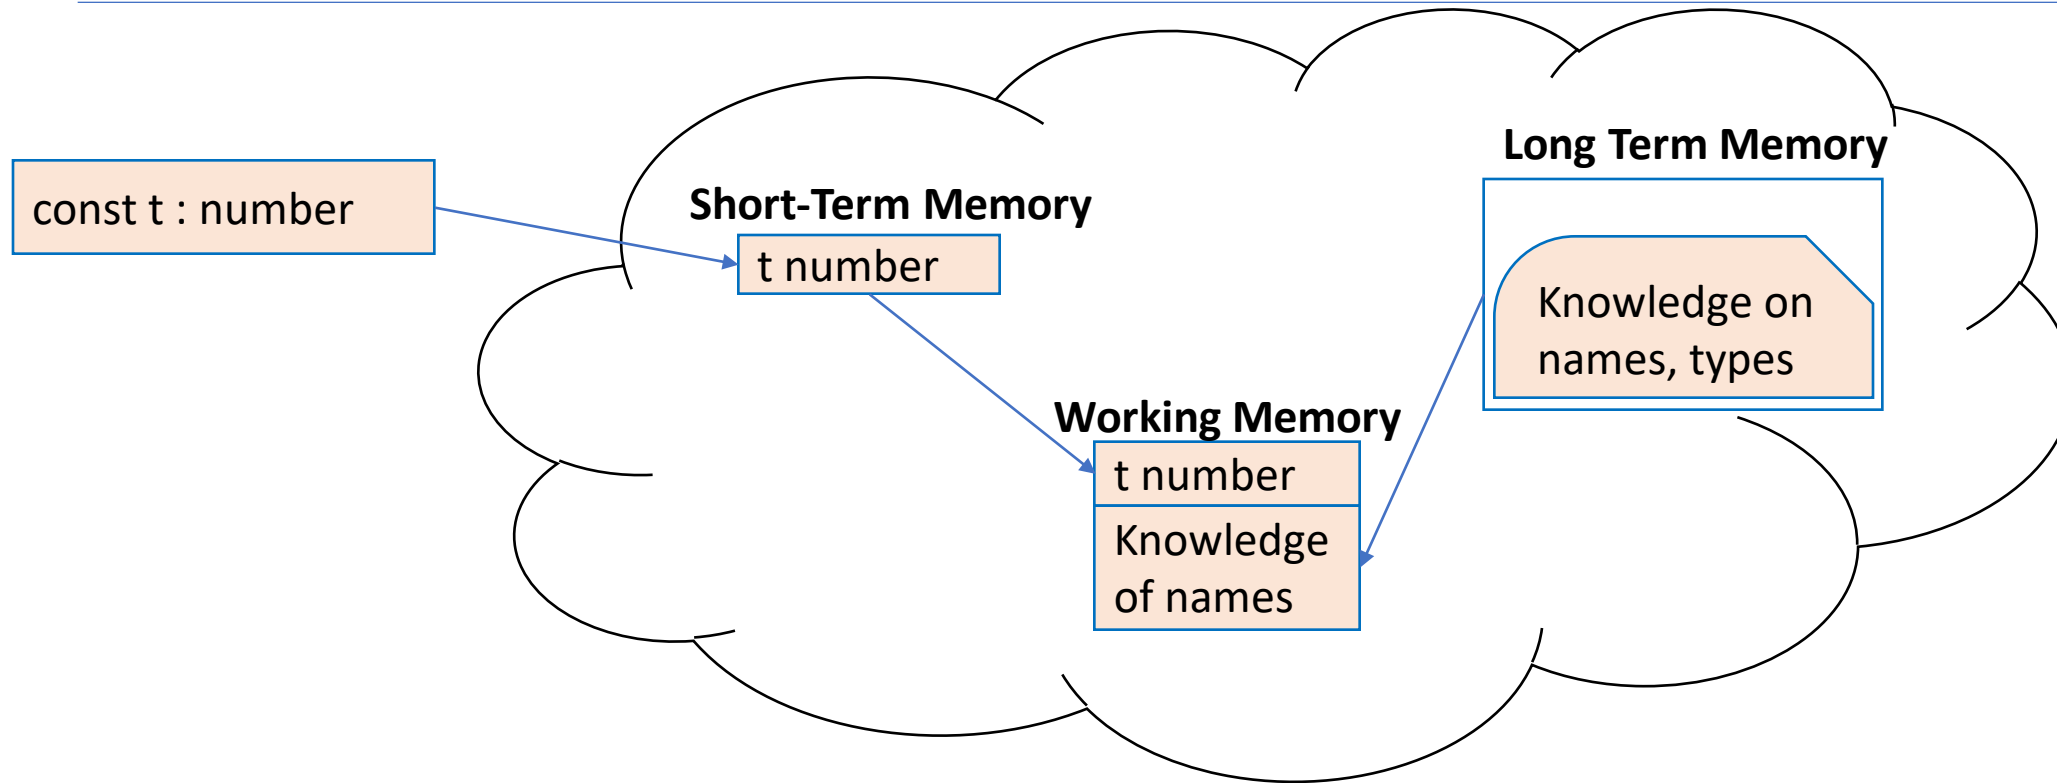 const t : number
Short-Term Memory
t number
Long Term Memory
Knowledge on
names, types
Working Memory
t number
Knowledge
of names